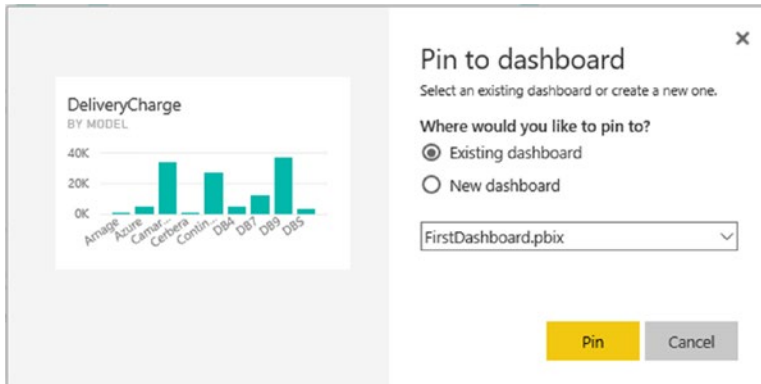 DeliveryCharge
BY MODEL
40K
20K
0K
Arnage
Azure
Camar...
Cerbera
Contin...
DB4
DB7
DB9
DBS
Pin to dashboard
Select an existing dashboard or create a new one.
Where would you like to pin to?
Existing dashboard
New dashboard
FirstDashboard.pbix
Pin
Cancel